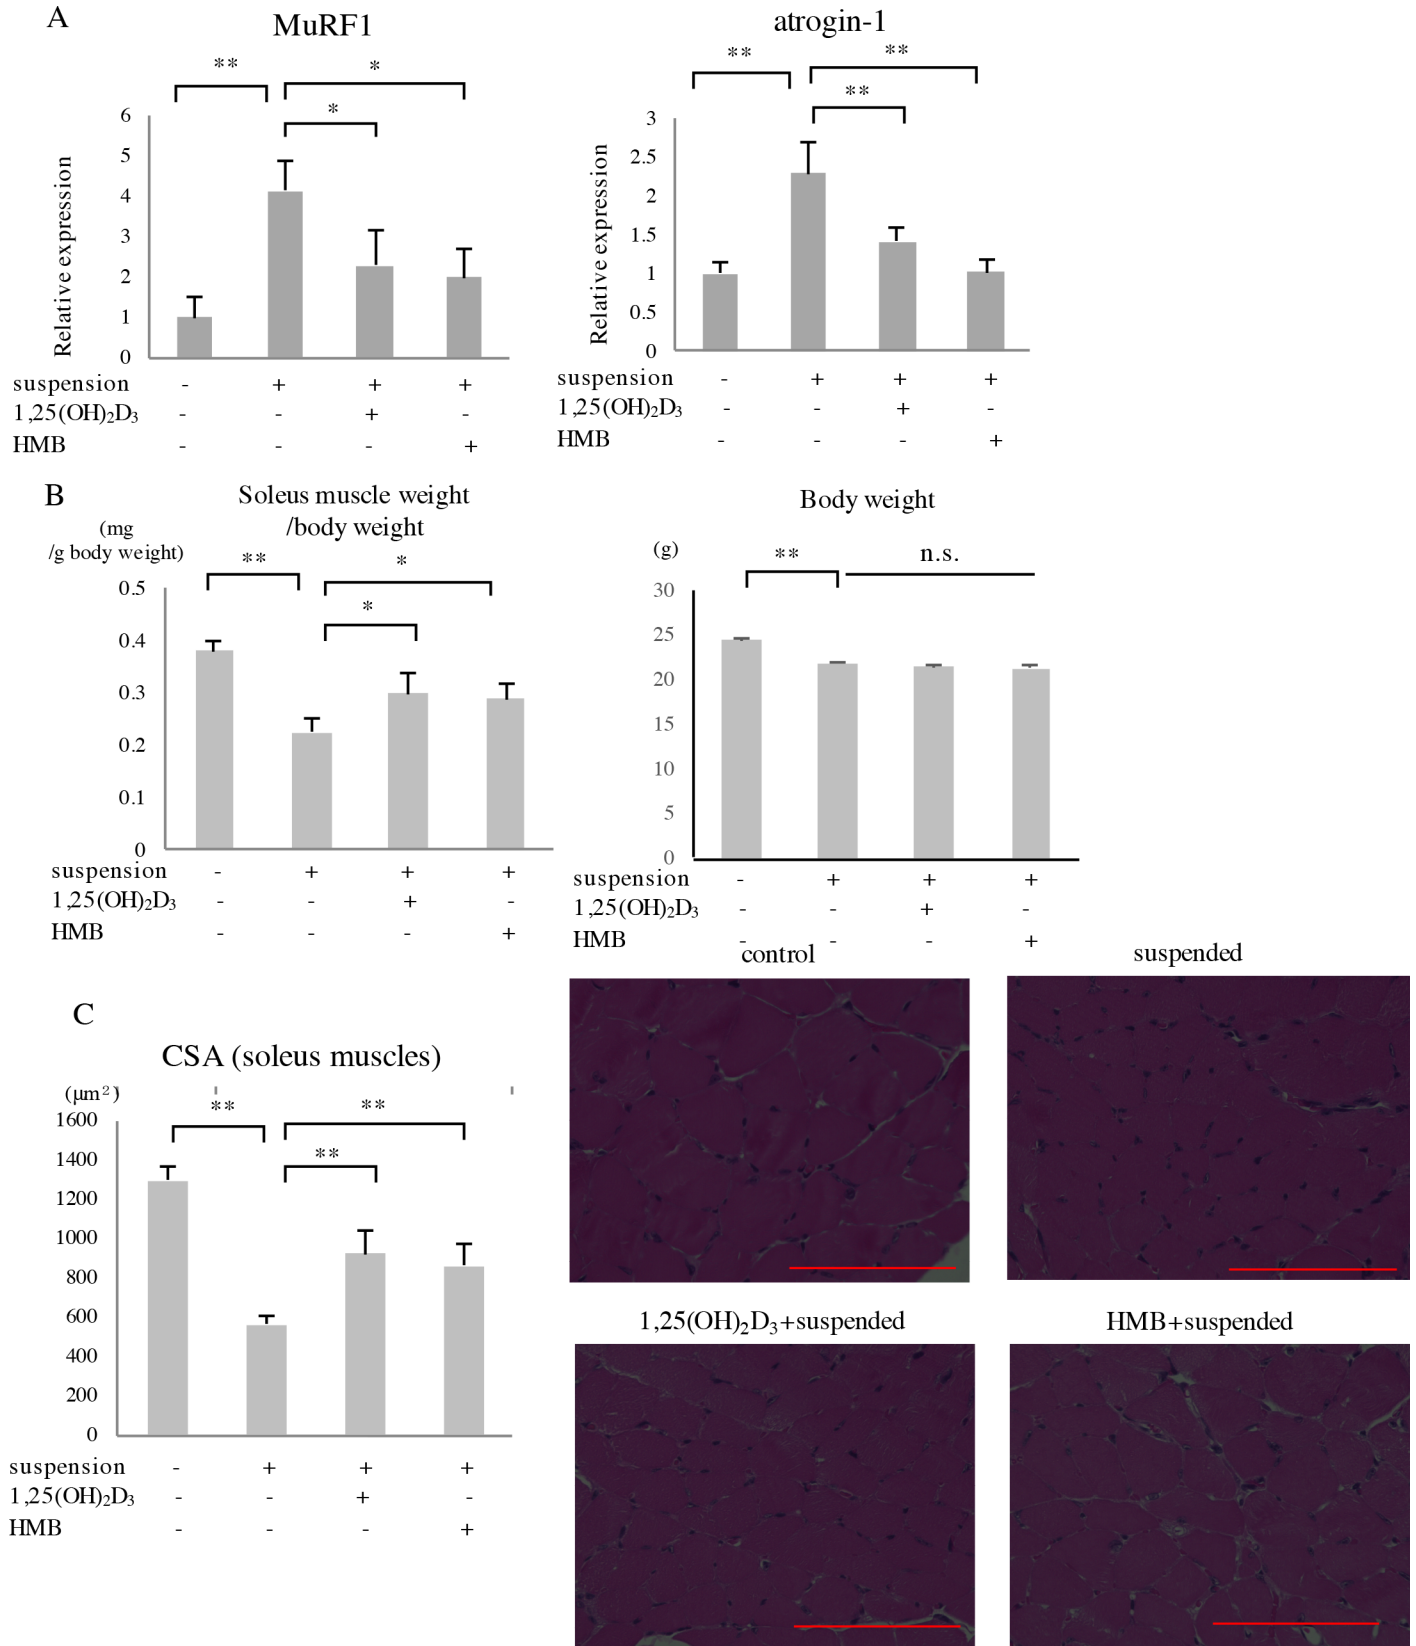 A
MuRF1
**
*
*
Relative expression
6
5
4
3
2
1
0
suspension - + + +
1,25(OH)₂D₃ - - + -
HMB - - - +
atrogin-1
**
**
**
Relative expression
3
2.5
2
1.5
1
0.5
0
suspension - + + +
1,25(OH)₂D₃ - - + -
HMB - - - +
B
Soleus muscle weight
/body weight
(mg
/g body weight)
**
*
*
0.5
0.4
0.3
0.2
0.1
0
suspension - + + +
1,25(OH)₂D₃ - - + -
HMB - - - +
Body weight
(g)
**
n.s.
30
25
20
15
10
5
0
suspension - + + +
1,25(OH)₂D₃ - - + -
HMB - - - +
C
CSA (soleus muscles)
(μm²)
**
**
**
1600
1400
1200
1000
800
600
400
200
0
suspension - + + +
1,25(OH)₂D₃ - - + -
HMB - - - +
control
suspended
1,25(OH)₂D₃+suspended
HMB+suspended